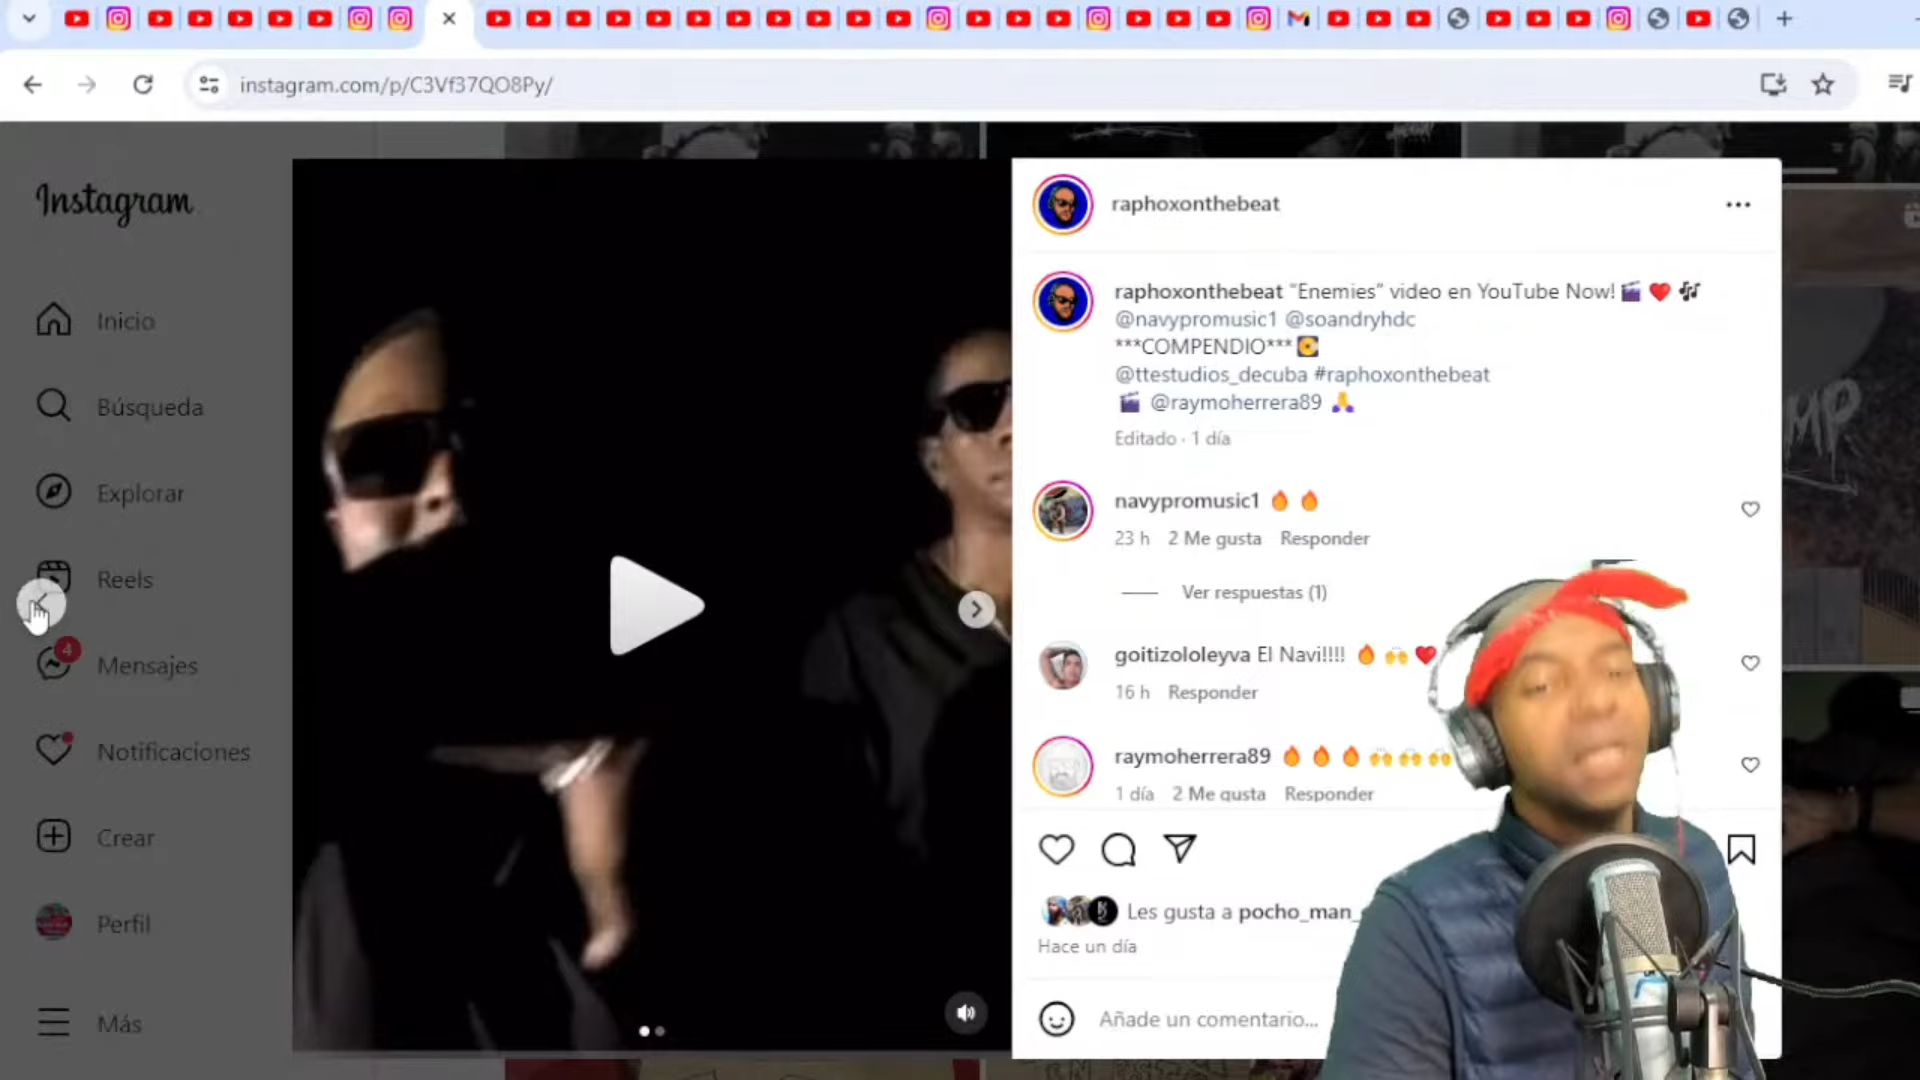 instagram.com/p/C3Vf37QO8Py/
Instagram
Inicio
Búsqueda
Explorar
Reels
4
Mensajes
Notificaciones
Crear
Perfil
Más
raphoxonthebeat
raphoxonthebeat “Enemies” video en YouTube Now! 🎬 ❤️ 🎶
@navypromusic1 @soandryhdc
***COMPENDIO*** 💽
@ttestudios_decuba #raphoxonthebeat
🎬 @raymoherrera89 🙏
Editado · 1 día
navypromusic1 🔥 🔥
23 h 2 Me gusta Responder
Ver respuestas (1)
goitizololeyva El Navi!!!! 🔥 🙌 ❤️
16 h Responder
raymoherrera89 🔥 🔥 🔥 🙌 🙌 🙌
1 día 2 Me gusta Responder
Les gusta a pocho_man_
Hace un día
Añade un comentario...